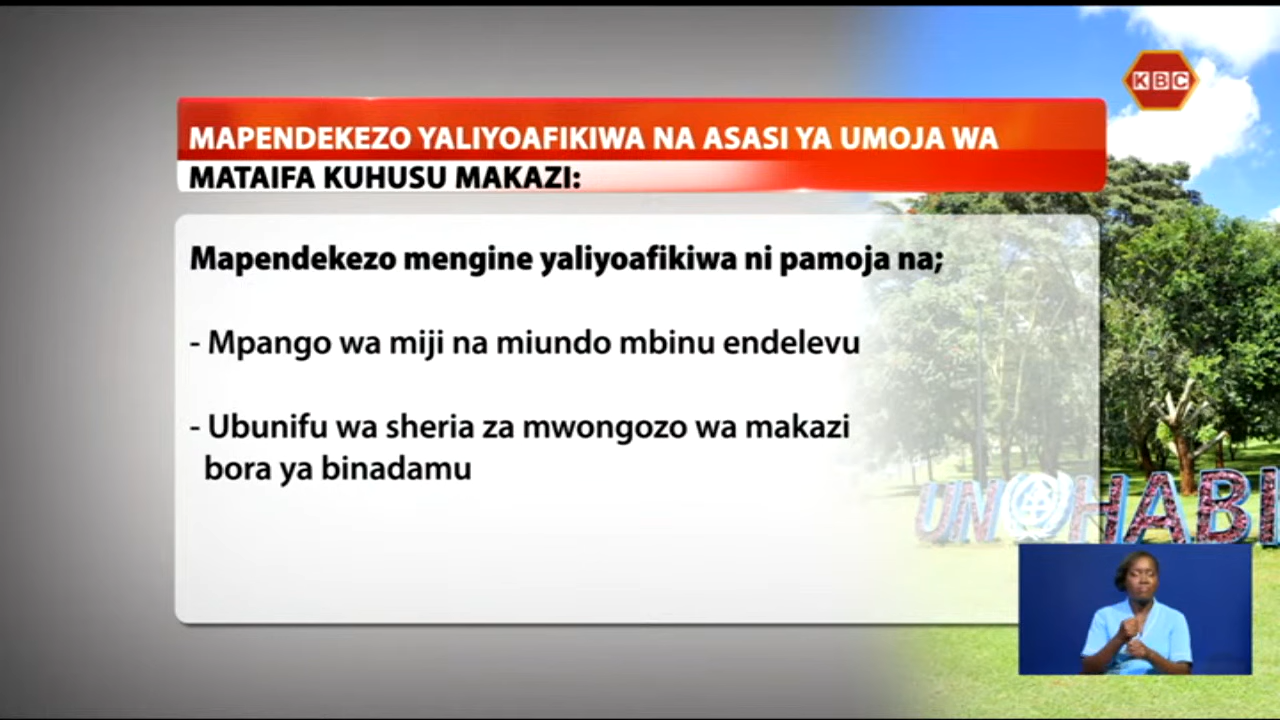 KBC
MAPENDEKEZO YALIYOAFIKIWA NA ASASI YA UMOJA WA
MATAIFA KUHUSU MAKAZI:
Mapendekezo mengine yaliyoafikiwa ni pamoja na;
- Mpango wa miji na miundo mbinu endelevu
- Ubunifu wa sheria za mwongozo wa makazi
bora ya binadamu
UN HABI